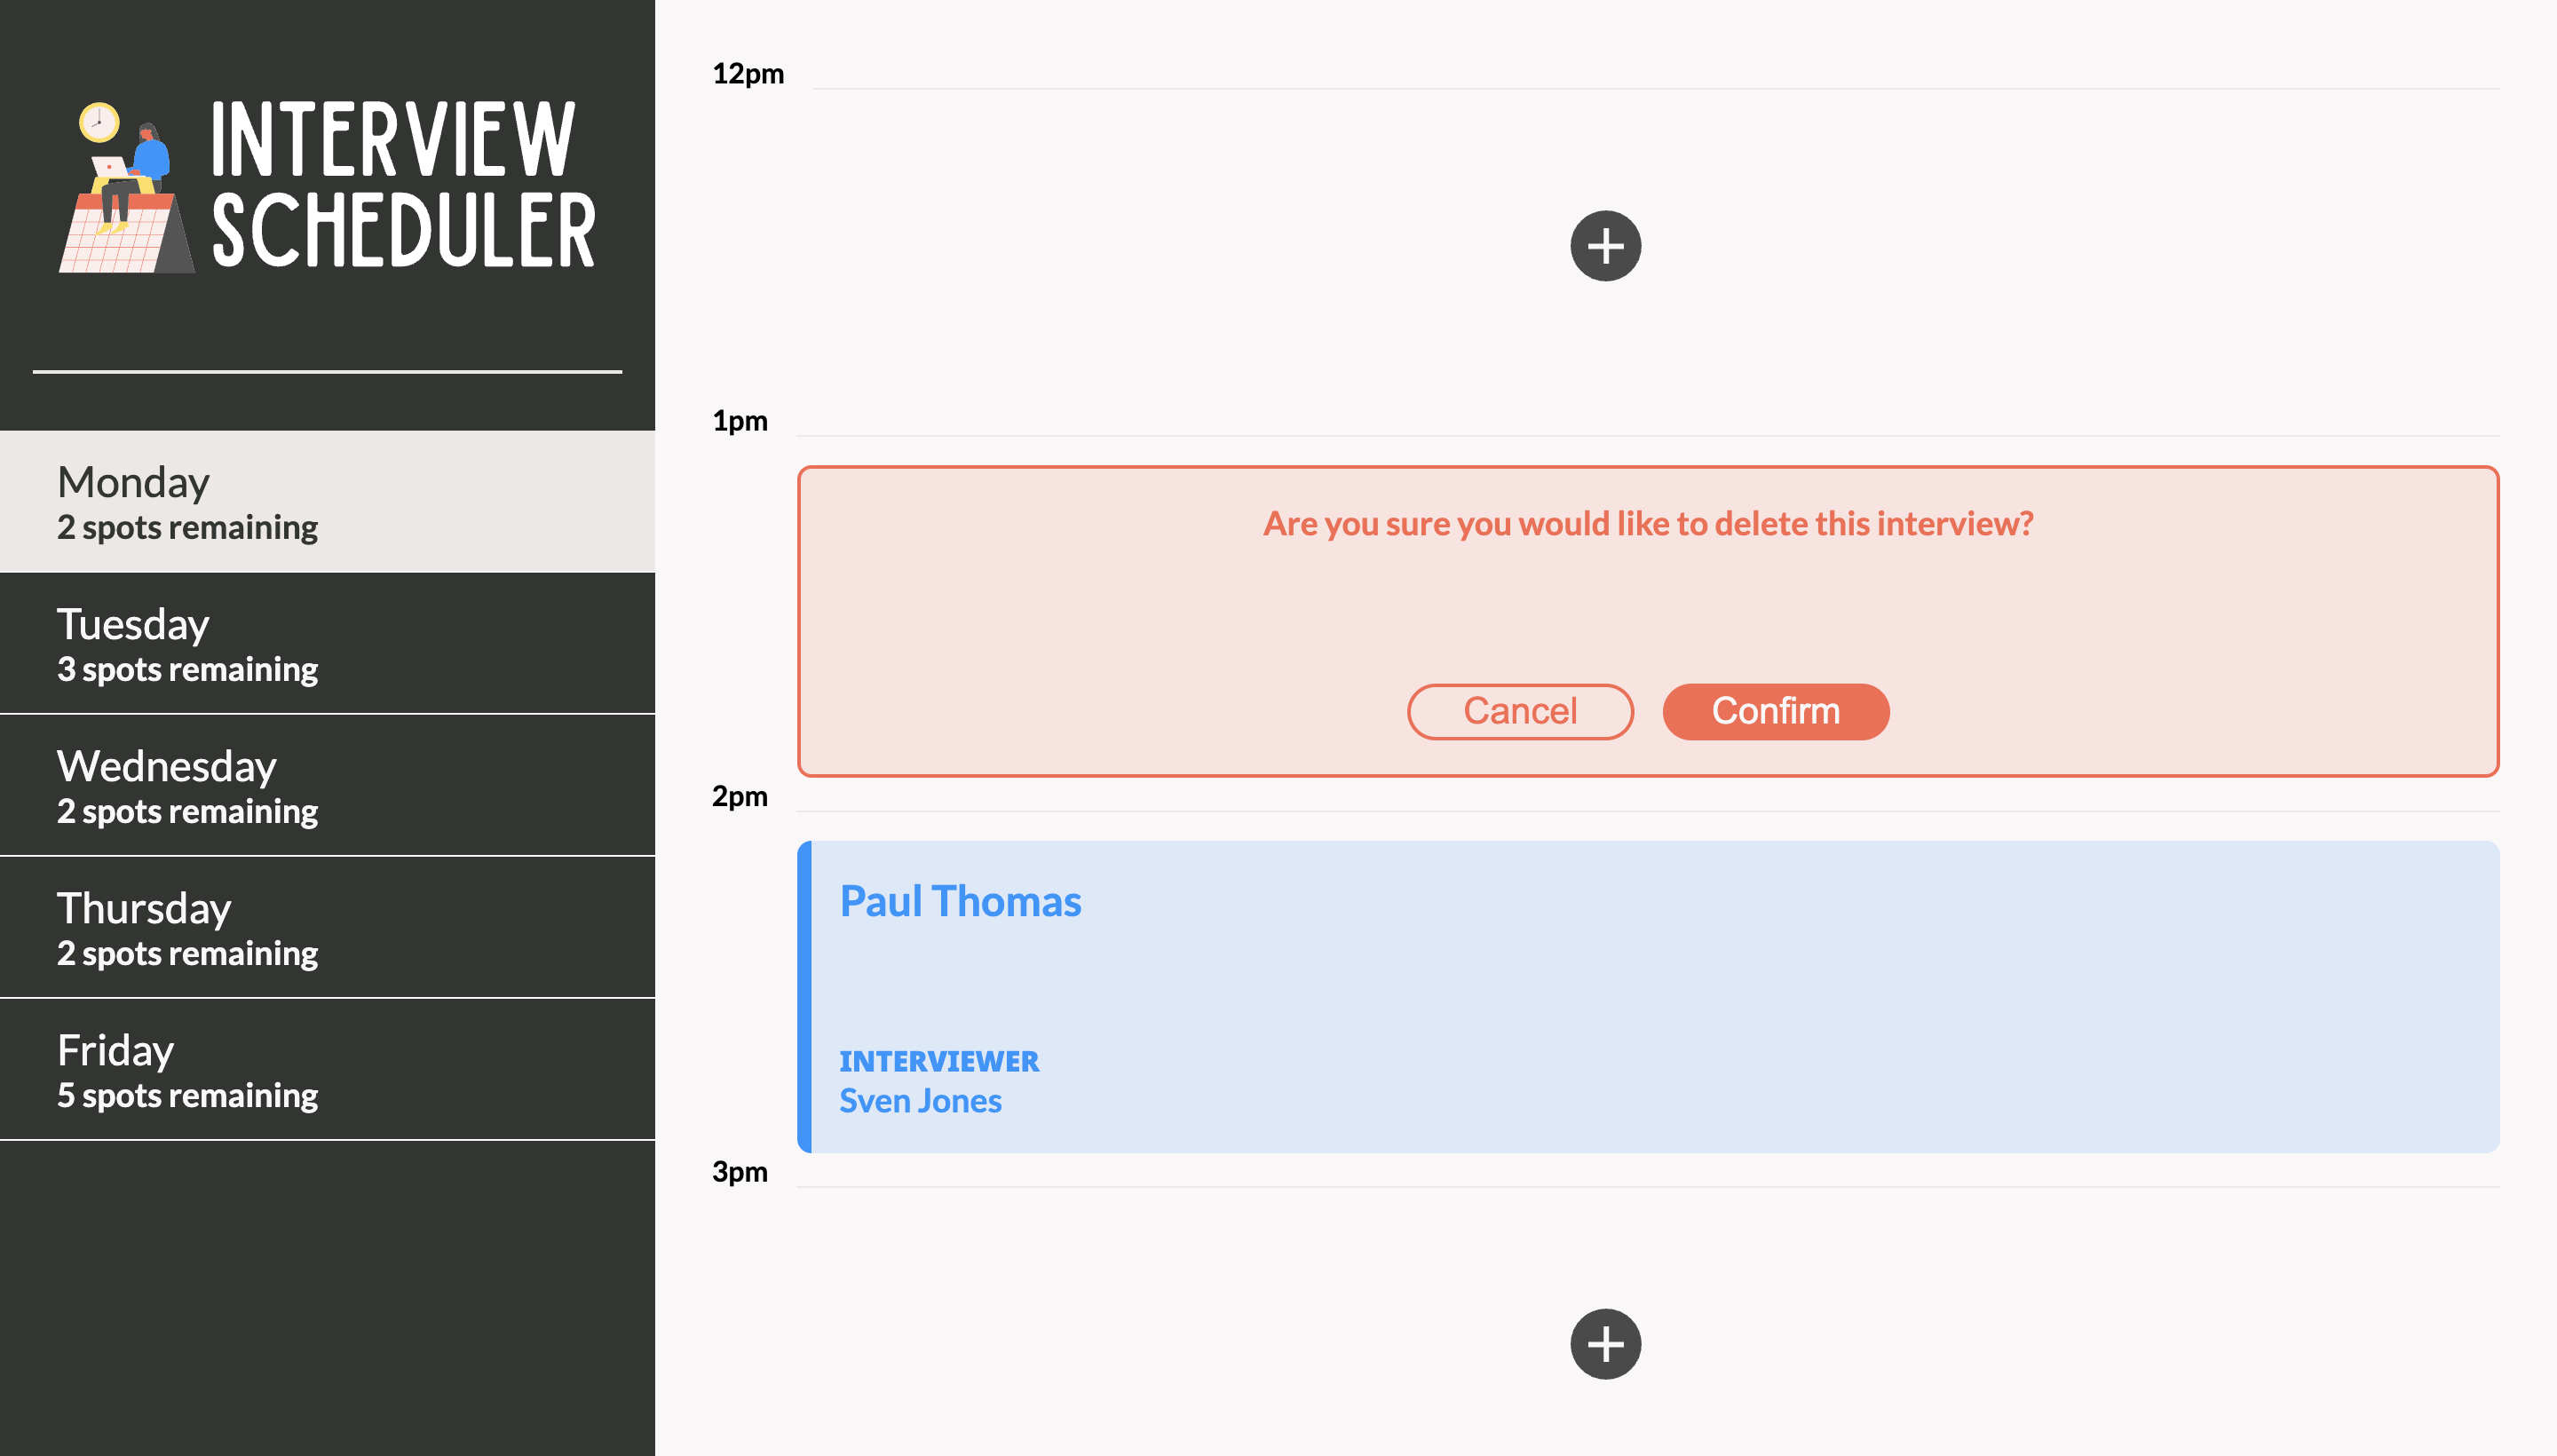 INTERVIEW
SCHEDULER
Monday
2 spots remaining
Tuesday
3 spots remaining
Wednesday
2 spots remaining
Thursday
2 spots remaining
Friday
5 spots remaining
12pm
1pm
Are you sure you would like to delete this interview?
Cancel Confirm
2pm
Paul Thomas
INTERVIEWER
Sven Jones
3pm